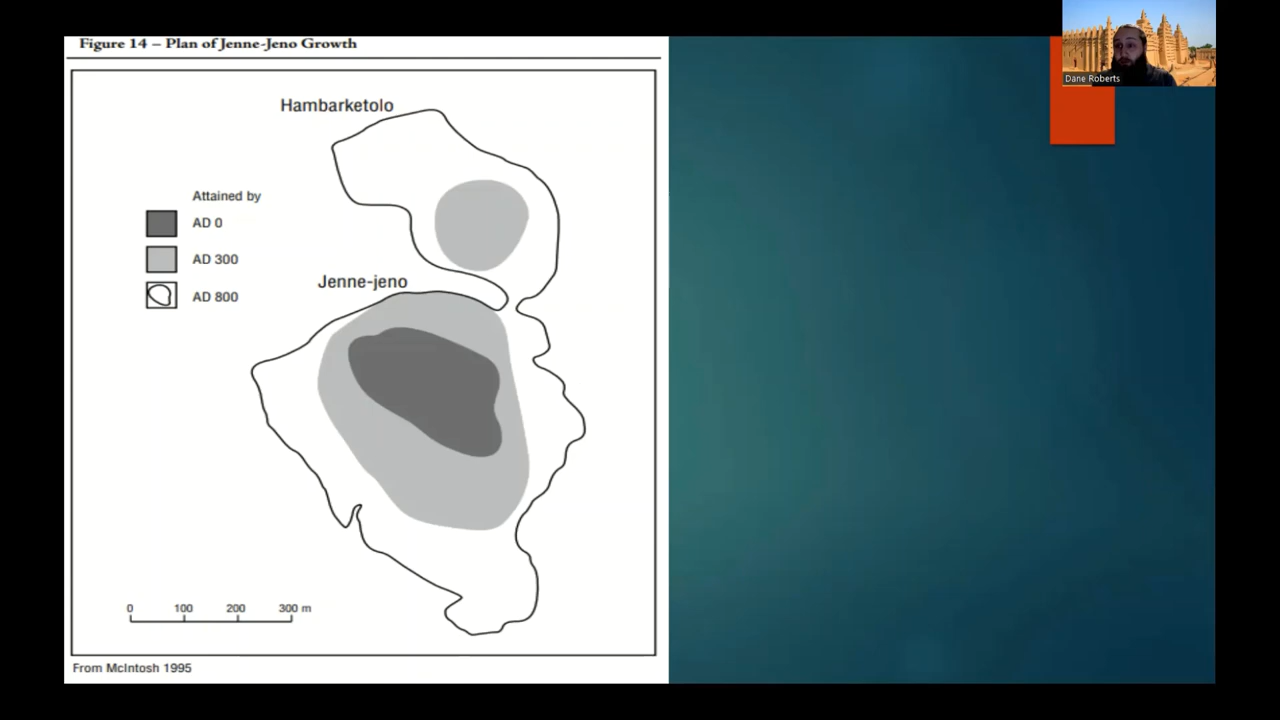 Figure 14 – Plan of Jenne-Jeno Growth
Dane Roberts
Hambarketolo
Attained by
AD 0
AD 300
AD 800
Jenne-jeno
0 100 200 300 m
From McIntosh 1995